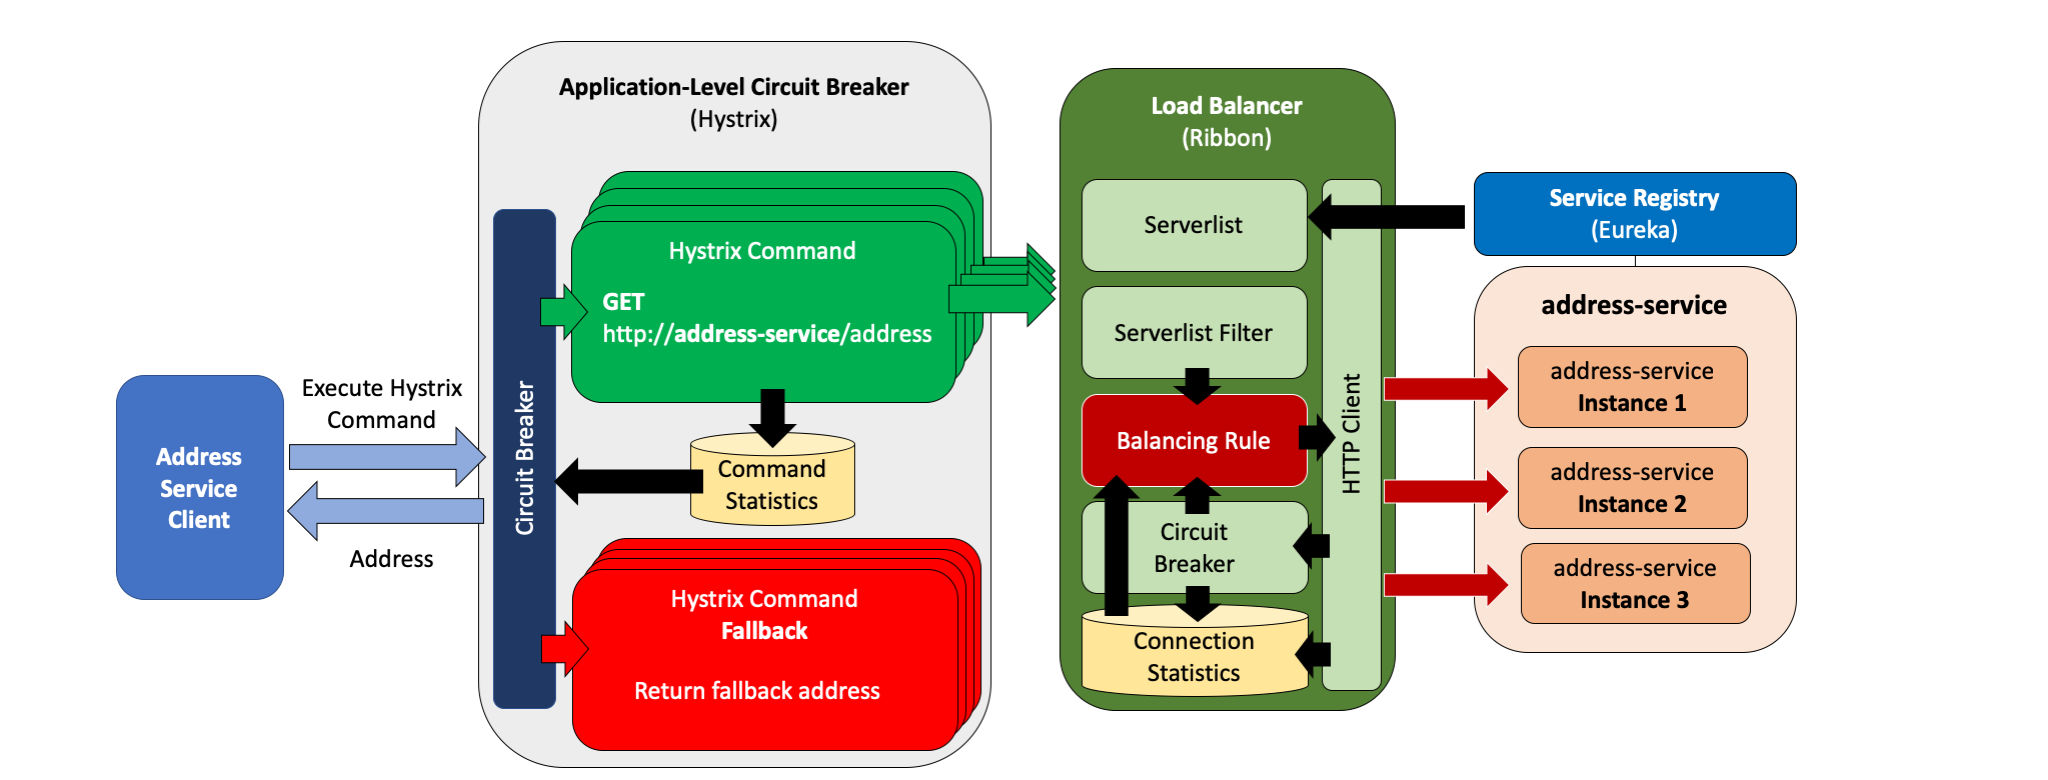 Application-Level Circuit Breaker
(Hystrix)
Load Balancer
(Ribbon)
Service Registry
(Eureka)
Hystrix Command
GET
http://address-service/address
Serverlist
Serverlist Filter
Balancing Rule
Circuit
Breaker
Connection
Statistics
HTTP Client
address-service
address-service
Instance 1
address-service
Instance 2
address-service
Instance 3
Execute Hystrix
Command
Address
Service
Client
Address
Circuit Breaker
Command
Statistics
Hystrix Command
Fallback
Return fallback address